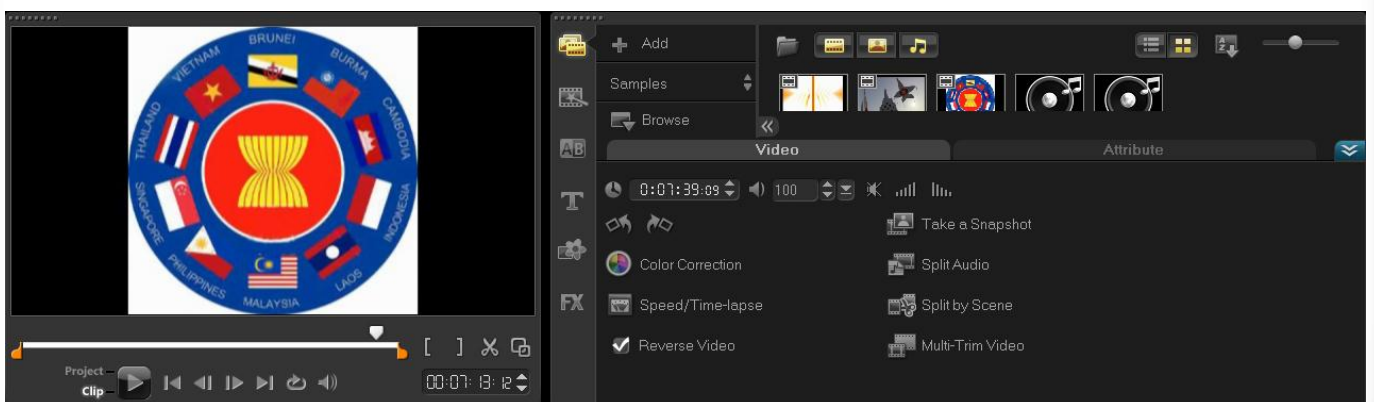 BRUNEI
BURMA
CAMBODIA
INDONESIA
LAOS
MALAYSIA
PHILIPPINES
SINGAPORE
THAILAND
VIETNAM
Project
Clip
00:07:13:12
Add
Samples
Browse
AB
T
FX
A
Z
Video
Attribute
0:07:39:09
100
Take a Snapshot
Color Correction
Split Audio
Speed/Time-lapse
Split by Scene
Reverse Video
Multi-Trim Video